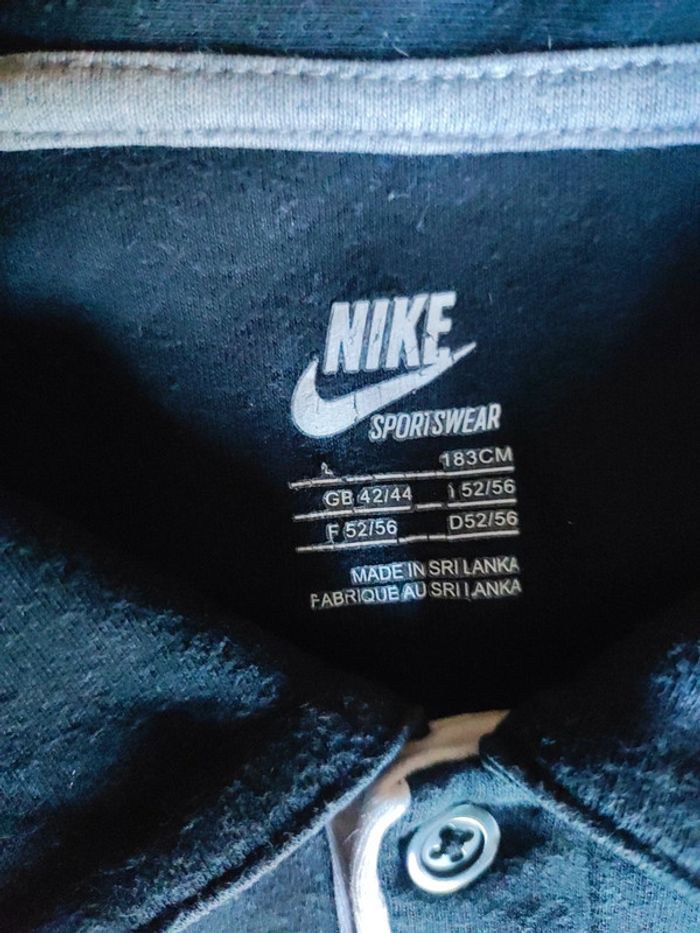 NIKE
SPORTSWEAR
L 183CM
GB 42/44 I 52/56
F 52/56 D52/56
MADE IN SRI LANKA
FABRIQUE AU SRI LANKA